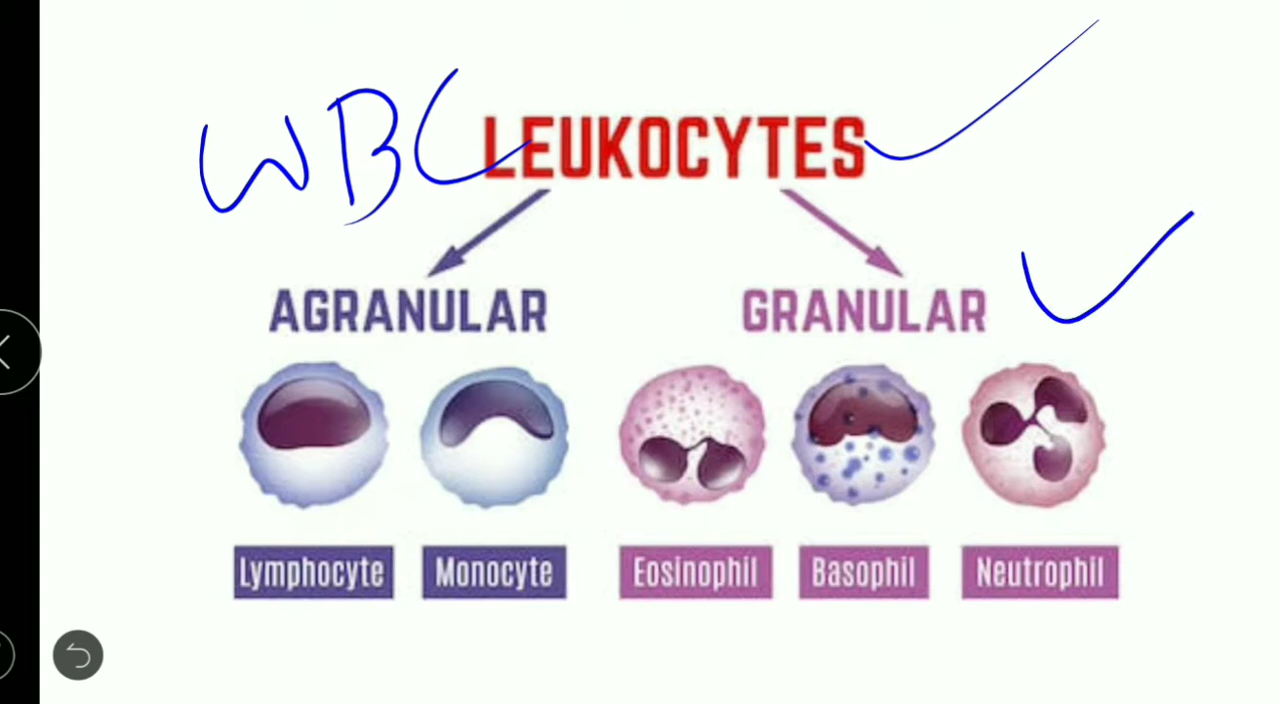 WBC LEUKOCYTES
AGRANULAR GRANULAR
Lymphocyte Monocyte Eosinophil Basophil Neutrophil